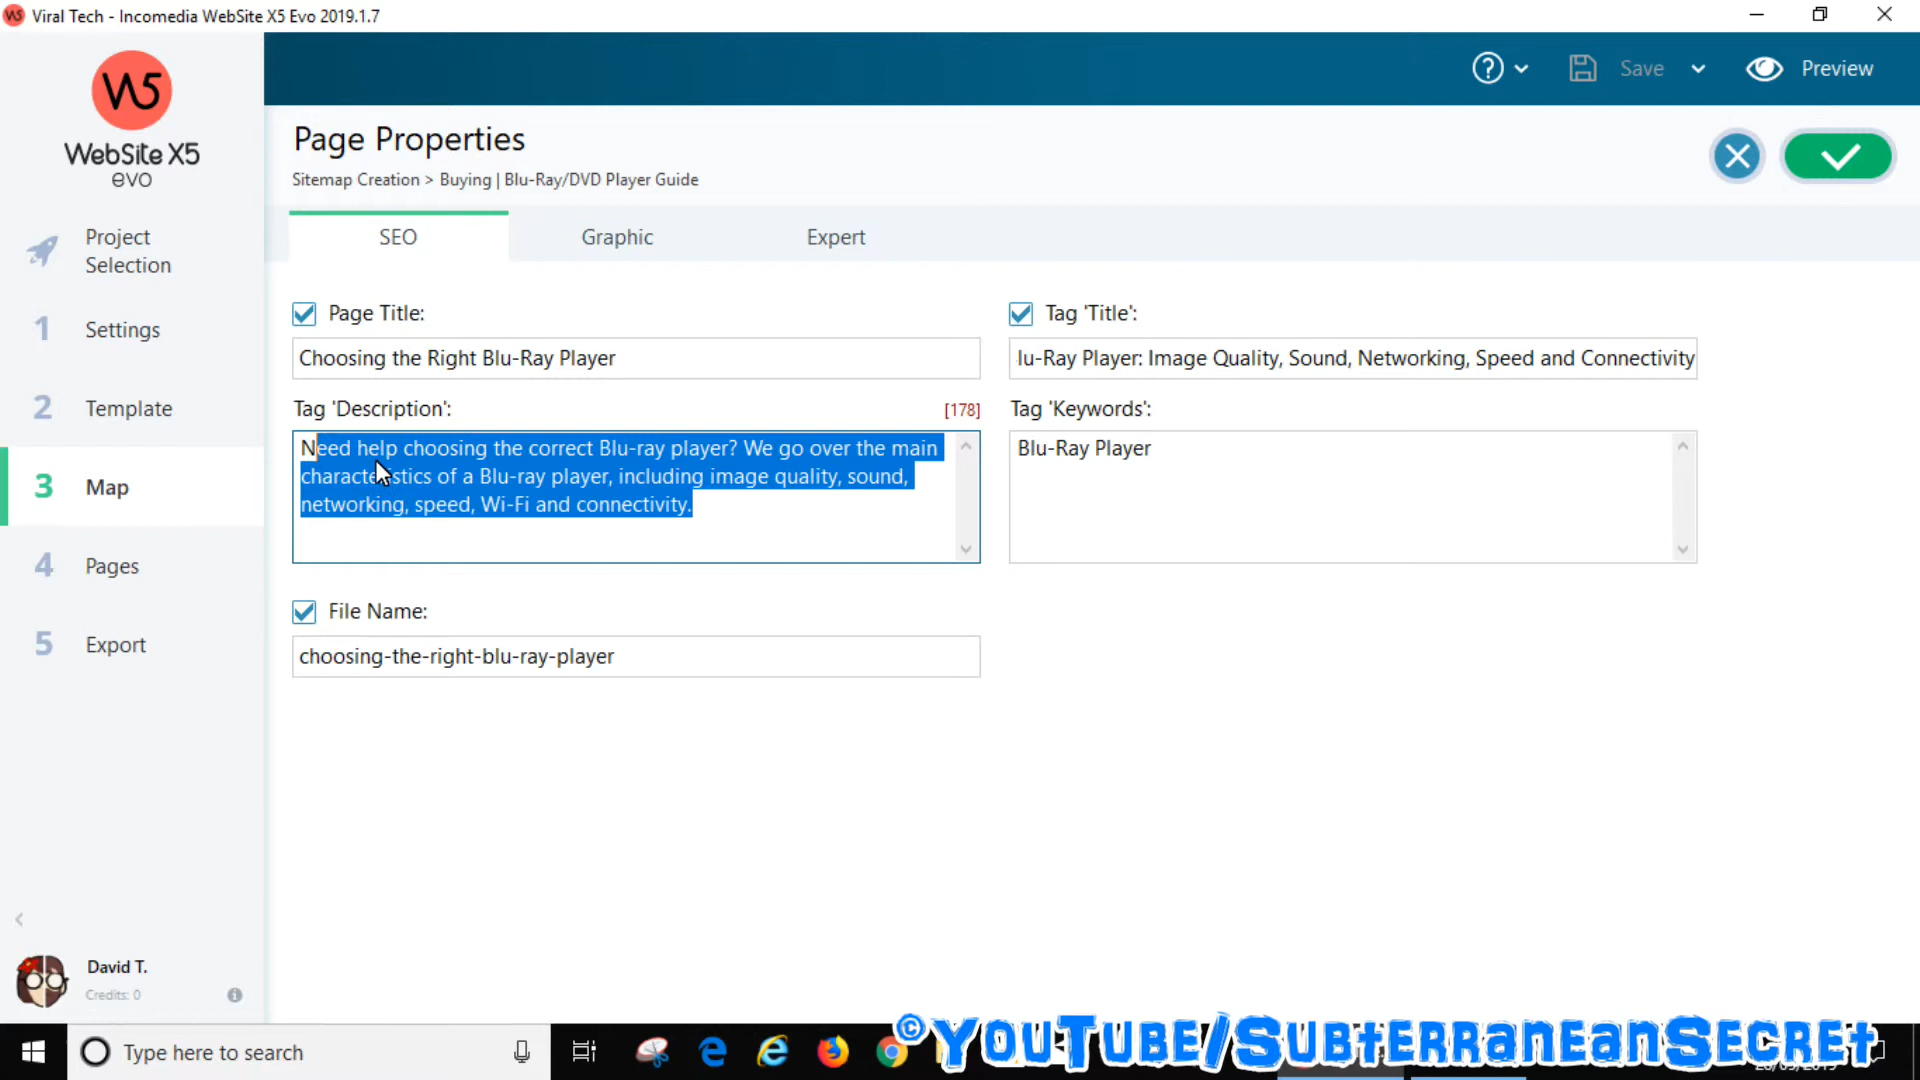 Viral Tech - Incomedia WebSite X5 Evo 2019.1.7
W5
WebSite X5
evo
Save
Preview
Page Properties
Sitemap Creation > Buying | Blu-Ray/DVD Player Guide
SEO
Graphic
Expert
Project
Selection
1 Settings
2 Template
3 Map
4 Pages
5 Export
Page Title:
Choosing the Right Blu-Ray Player
Tag 'Title':
lu-Ray Player: Image Quality, Sound, Networking, Speed and Connectivity
Tag 'Description':
[178]
Need help choosing the correct Blu-ray player? We go over the main
characteristics of a Blu-ray player, including image quality, sound,
networking, speed, Wi-Fi and connectivity.
Tag 'Keywords':
Blu-Ray Player
File Name:
choosing-the-right-blu-ray-player
David T.
Credits: 0
Type here to search
©YouTube/SubterraneanSecret